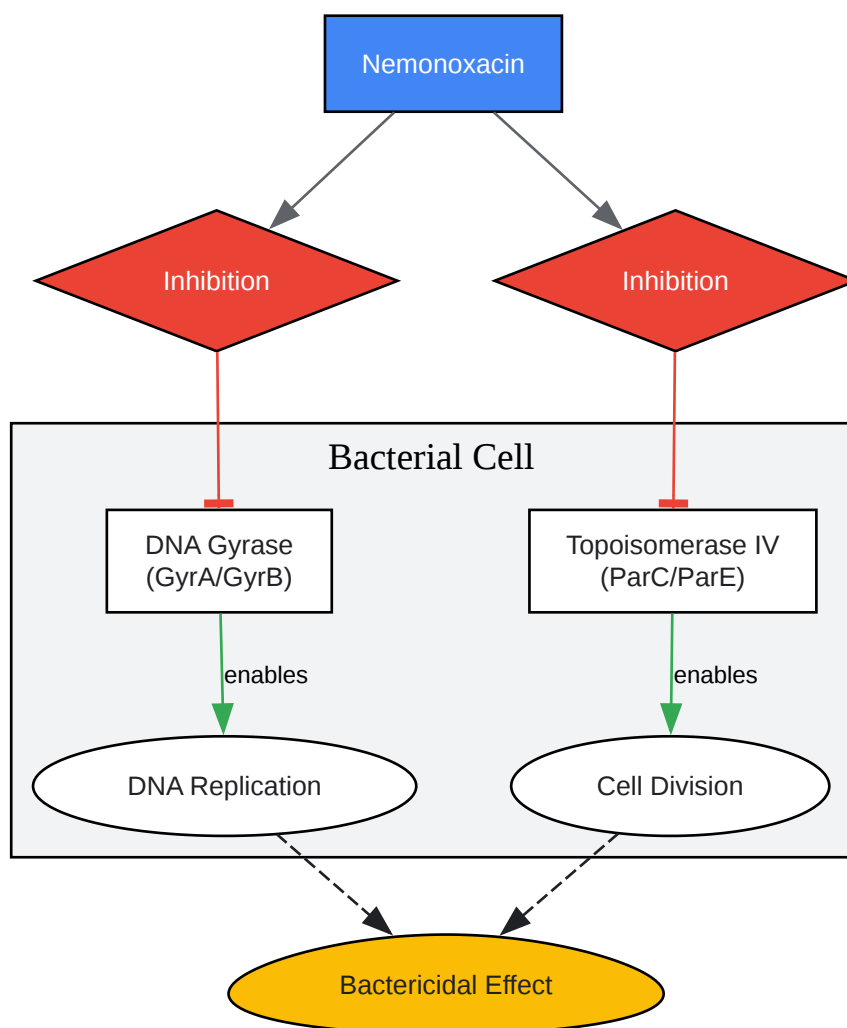 Nemonoxacin
Inhibition
Inhibition
Bacterial Cell
DNA Gyrase
(GyrA/GyrB)
Topoisomerase IV
(ParC/ParE)
enables
enables
DNA Replication
Cell Division
Bactericidal Effect